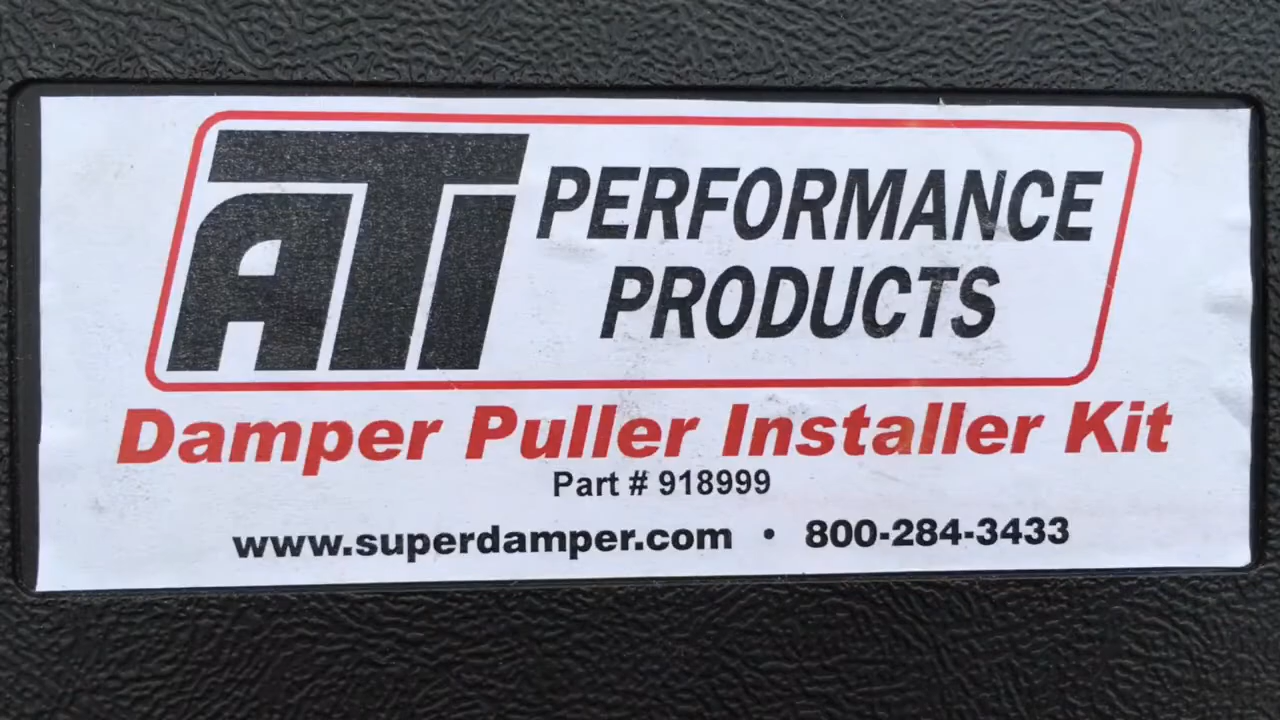 ATI PERFORMANCE
PRODUCTS
Damper Puller Installer Kit
Part # 918999
www.superdamper.com • 800-284-3433